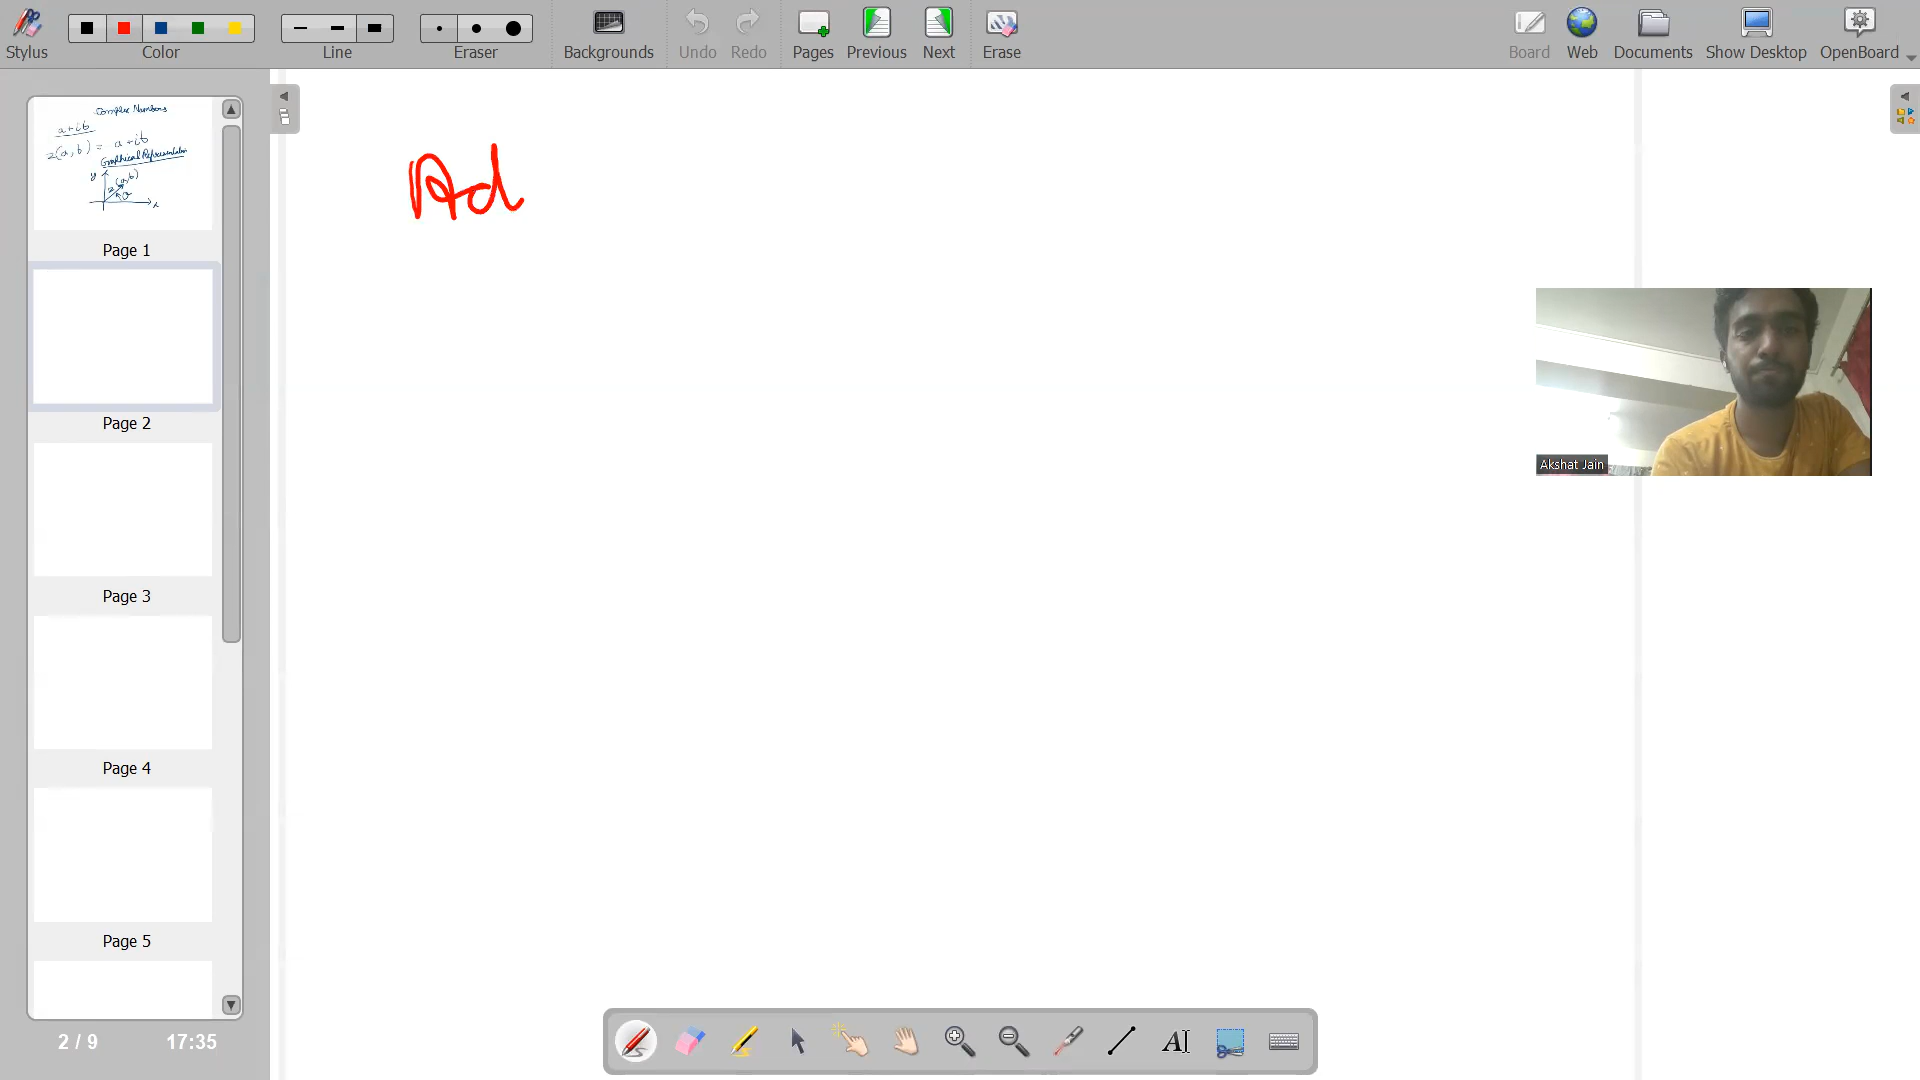 Stylus
Color
Line
Eraser
Backgrounds
Undo
Redo
Pages
Previous
Next
Erase
Board
Web
Documents
Show Desktop
OpenBoard
Complex Numbers
a+ib
z(a,b) = a+ib
Graphical Representation
y
z
(a,b)
θ
x
Page 1
Page 2
Page 3
Page 4
Page 5
2 / 9
17:35
Ad
Akshat Jain
AI